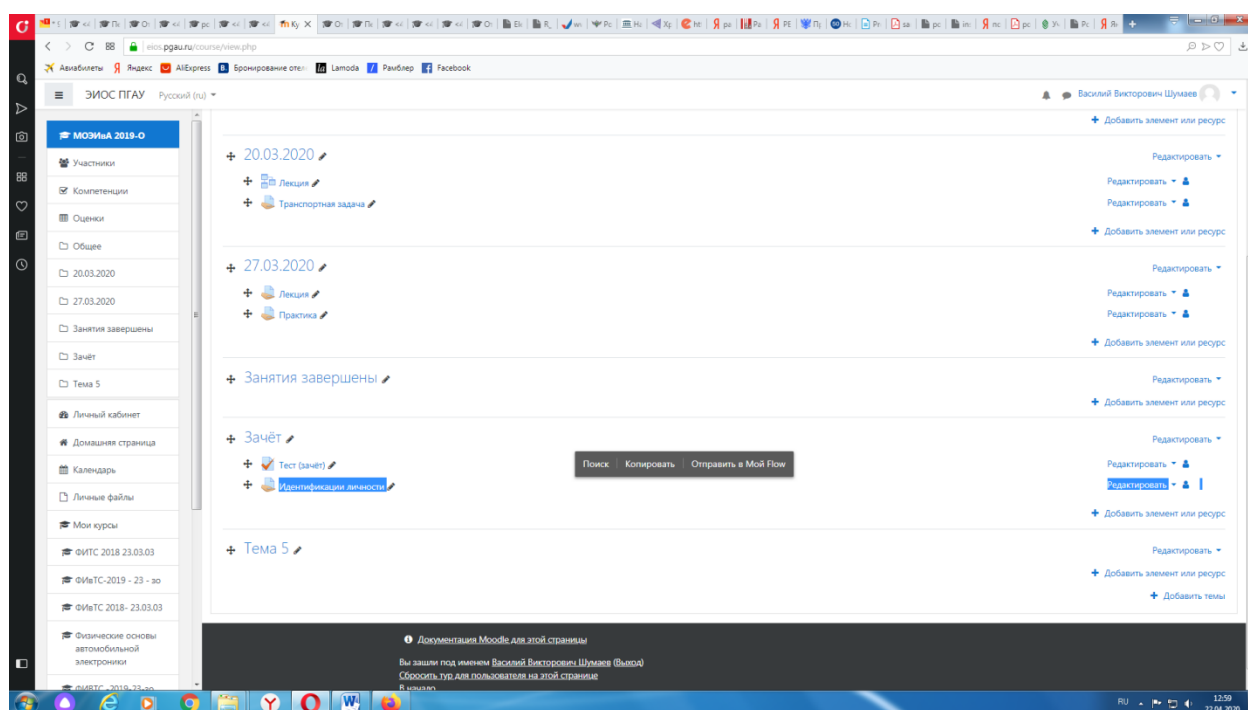 eios.pgau.ru/course/view.php
Авиабилеты Яндекс AliExpress Бронирование отел Lamoda Рамблер Facebook
ЭИОС ПГАУ Русский (ru)
Василий Викторович Шумаев
МОЭИвА 2019-О
Участники
Компетенции
Оценки
Общее
20.03.2020
27.03.2020
Занятия завершены
Зачёт
Тема 5
Личный кабинет
Домашняя страница
Календарь
Личные файлы
Мои курсы
ФИТС 2018 23.03.03
ФИвТС-2019 - 23 - зо
ФИвТС 2018- 23.03.03
Физические основы
автомобильной
электроники
Добавить элемент или ресурс
20.03.2020 Редактировать
Лекция Редактировать
Транспортная задача Редактировать
Добавить элемент или ресурс
27.03.2020 Редактировать
Лекция Редактировать
Практика Редактировать
Добавить элемент или ресурс
Занятия завершены Редактировать
Добавить элемент или ресурс
Зачёт Редактировать
Тест (зачёт) Редактировать
Поиск Копировать Отправить в Мой Flow
Идентификации личности Редактировать
Добавить элемент или ресурс
Тема 5 Редактировать
Добавить элемент или ресурс
Добавить темы
Документация Moodle для этой страницы
Вы зашли под именем Василий Викторович Шумаев (Выход)
Сбросить тур для пользователя на этой странице
В начало
RU 12:59
22.04.2020